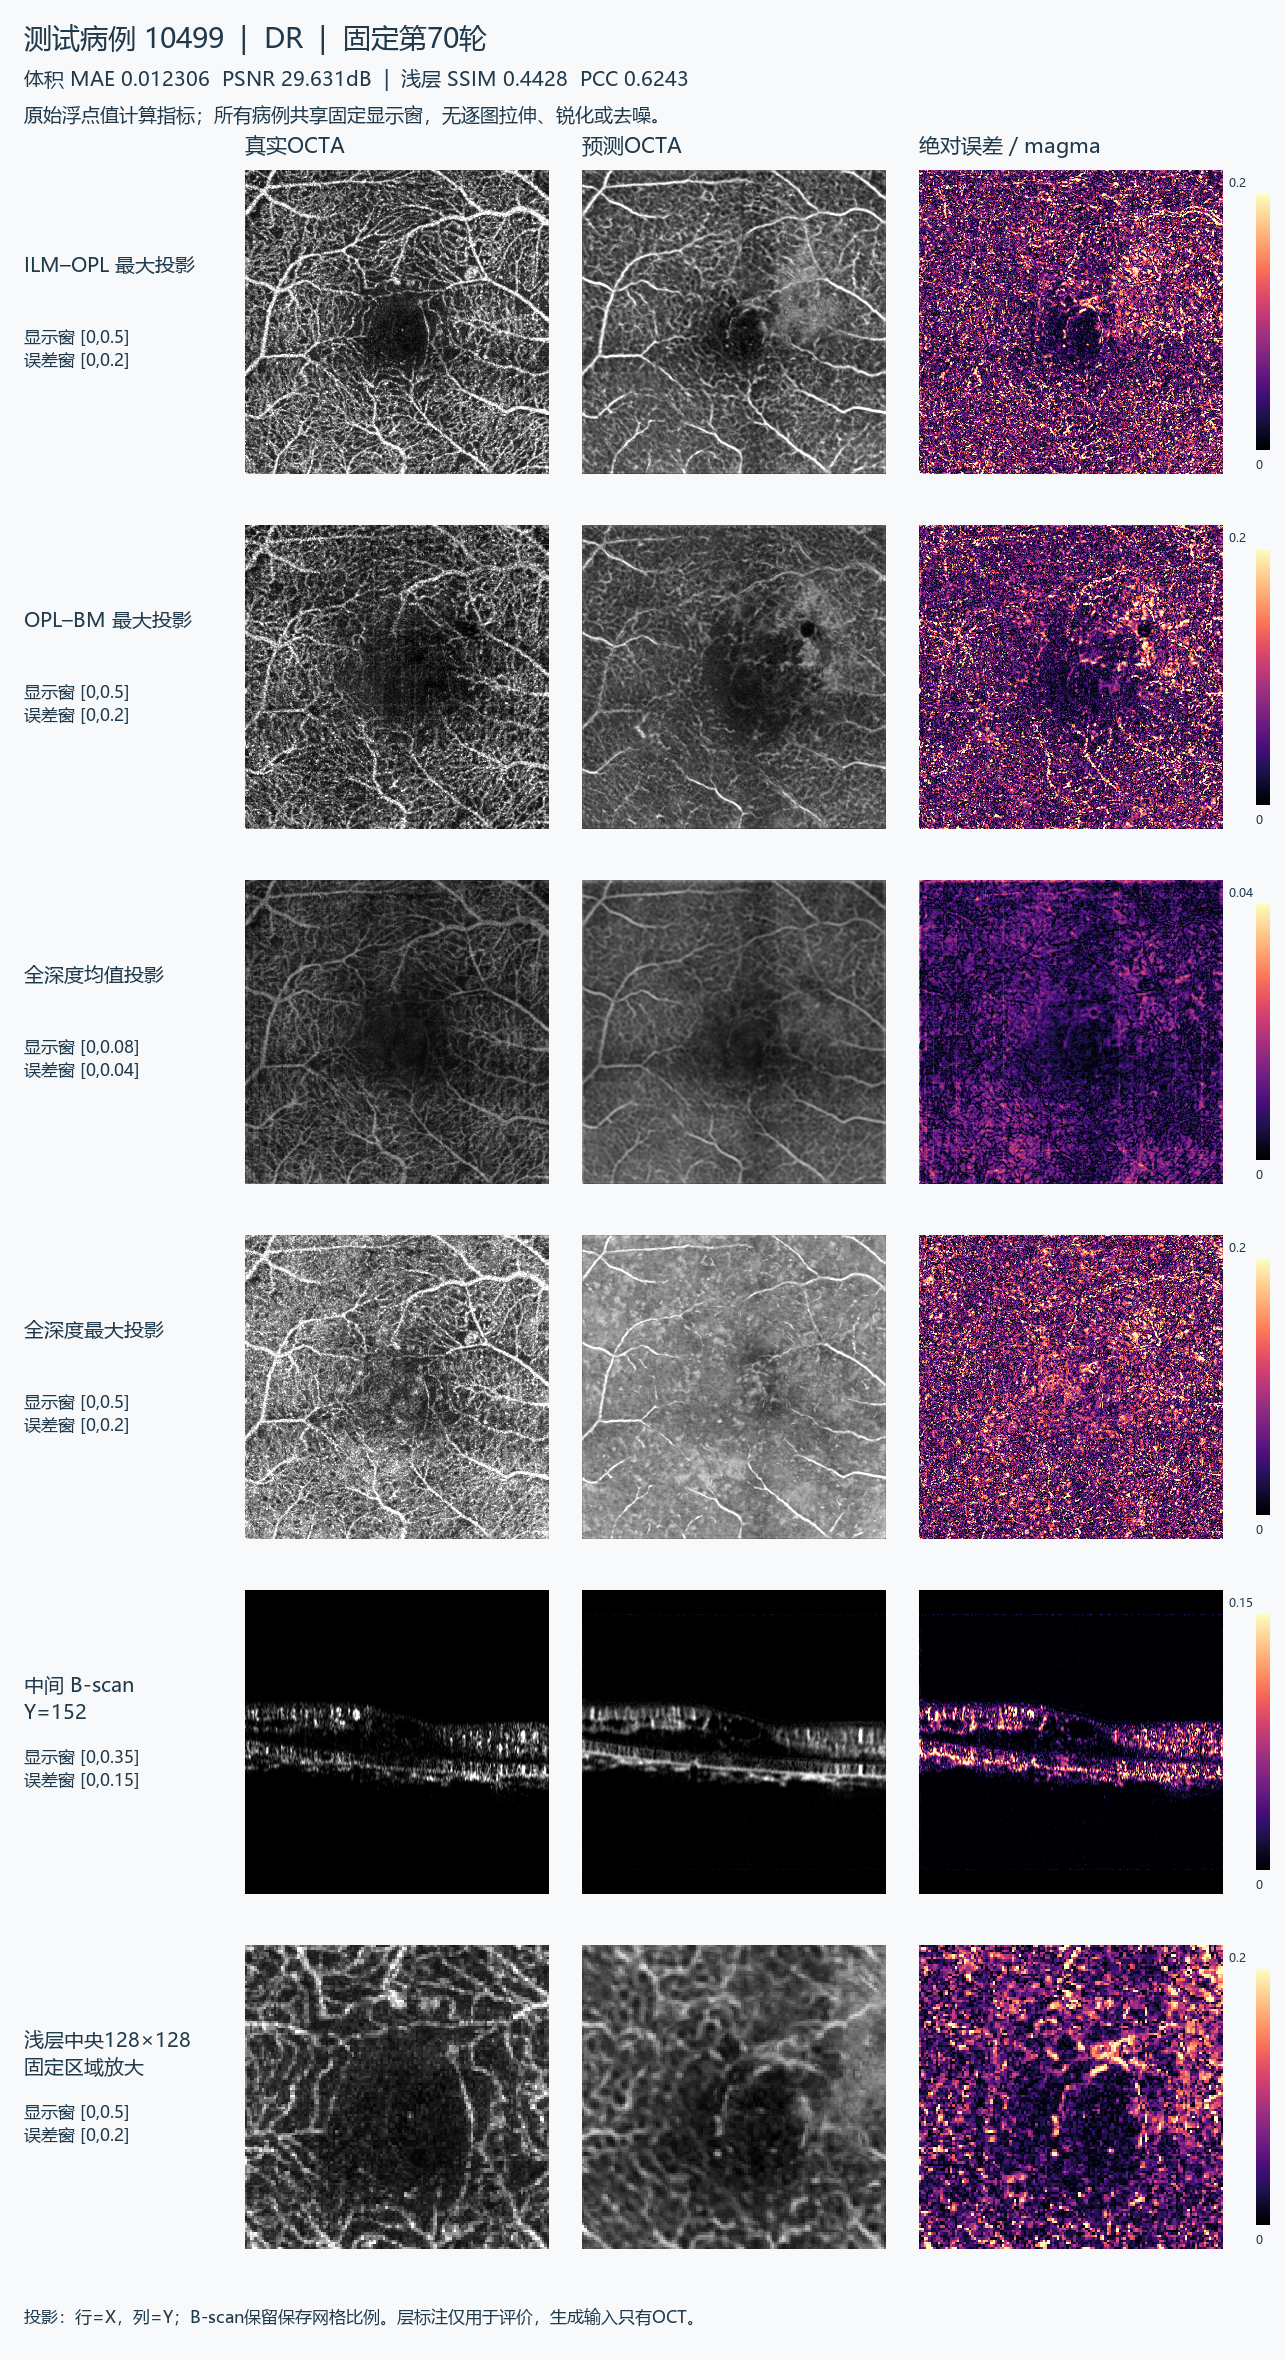 测试病例 10499 | DR | 固定第70轮
体积 MAE 0.012306 PSNR 29.631dB | 浅层 SSIM 0.4428 PCC 0.6243
原始浮点值计算指标；所有病例共享固定显示窗，无逐图拉伸、锐化或去噪。
真实OCTA 预测OCTA 绝对误差 / magma
ILM–OPL 最大投影
显示窗 [0,0.5]
误差窗 [0,0.2]
0.2
0
OPL–BM 最大投影
显示窗 [0,0.5]
误差窗 [0,0.2]
0.2
0
全深度均值投影
显示窗 [0,0.08]
误差窗 [0,0.04]
0.04
0
全深度最大投影
显示窗 [0,0.5]
误差窗 [0,0.2]
0.2
0
中间 B-scan
Y=152
显示窗 [0,0.35]
误差窗 [0,0.15]
0.15
0
浅层中央128×128
固定区域放大
显示窗 [0,0.5]
误差窗 [0,0.2]
0.2
0
投影：行=X，列=Y；B-scan保留保存网格比例。层标注仅用于评价，生成输入只有OCT。